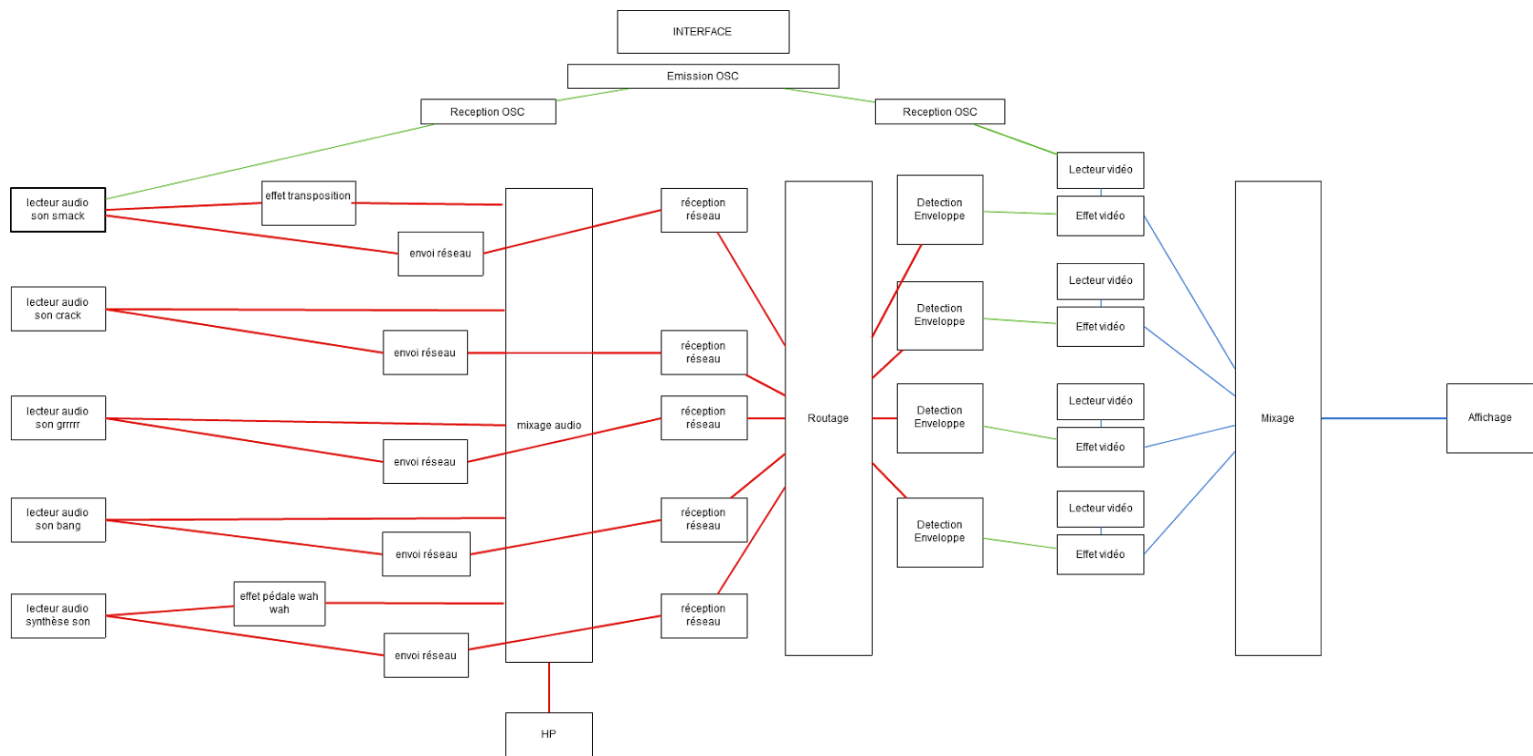 INTERFACE
Emission OSC
Reception OSC
Reception OSC
Lecteur vidéo
lecteur audio
son smack
effet transposition
réception
réseau
Detection
Enveloppe
Effet vidéo
envoi réseau
lecteur audio
son crack
Lecteur vidéo
Detection
Enveloppe
Effet vidéo
envoi réseau
réception
réseau
lecteur audio
son grrrrr
mixage audio
réception
réseau
Routage
Detection
Enveloppe
Lecteur vidéo
Effet vidéo
Mixage
Affichage
envoi réseau
lecteur audio
son bang
réception
réseau
Detection
Enveloppe
Lecteur vidéo
Effet vidéo
envoi réseau
lecteur audio
synthèse son
effet pédale wah
wah
réception
réseau
envoi réseau
HP